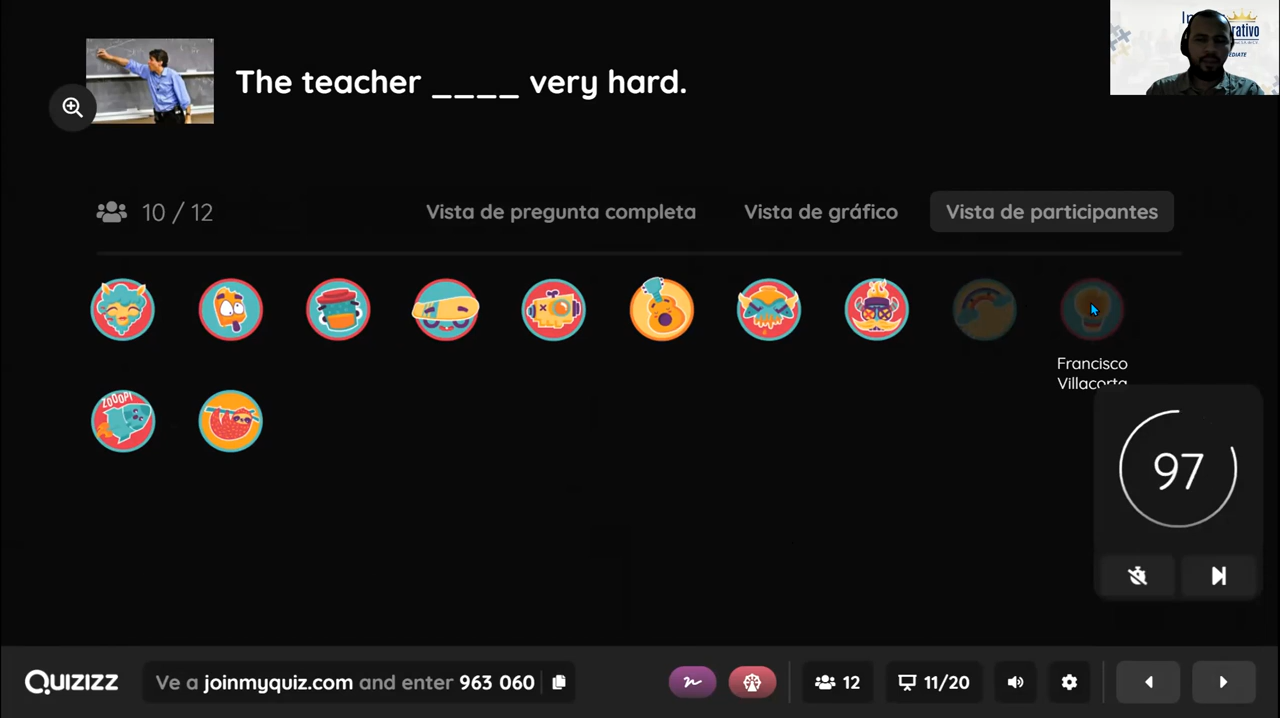 The teacher ____ very hard.
10 / 12
Vista de pregunta completa
Vista de gráfico
Vista de participantes
ZOOOP!
Francisco
Villacorta
97
Quizizz
Ve a joinmyquiz.com and enter 963 060
12
11/20